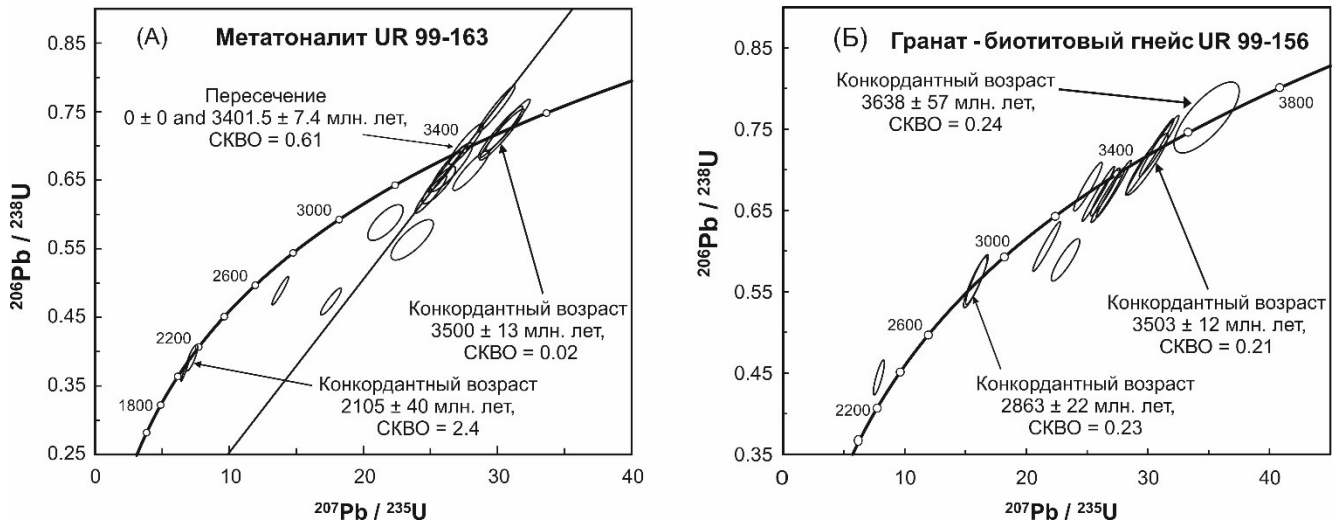 (А) Метатоналит UR 99-163
0.85
0.75
0.65
0.55
0.45
0.35
0.25
²⁰⁶Pb / ²³⁸U
Пересечение
0 ± 0 and 3401.5 ± 7.4 млн. лет,
СКВО = 0.61
3400
3000
2600
2200
1800
Конкордантный возраст
3500 ± 13 млн. лет,
СКВО = 0.02
Конкордантный возраст
2105 ± 40 млн. лет,
СКВО = 2.4
0 10 20 30 40
²⁰⁷Pb / ²³⁵U
(Б) Гранат - биотитовый гнейс UR 99-156
0.85
0.75
0.65
0.55
0.45
0.35
²⁰⁶Pb / ²³⁸U
Конкордантный возраст
3638 ± 57 млн. лет,
СКВО = 0.24
3800
3400
3000
2600
2200
Конкордантный возраст
3503 ± 12 млн. лет,
СКВО = 0.21
Конкордантный возраст
2863 ± 22 млн. лет,
СКВО = 0.23
0 10 20 30 40
²⁰⁷Pb / ²³⁵U